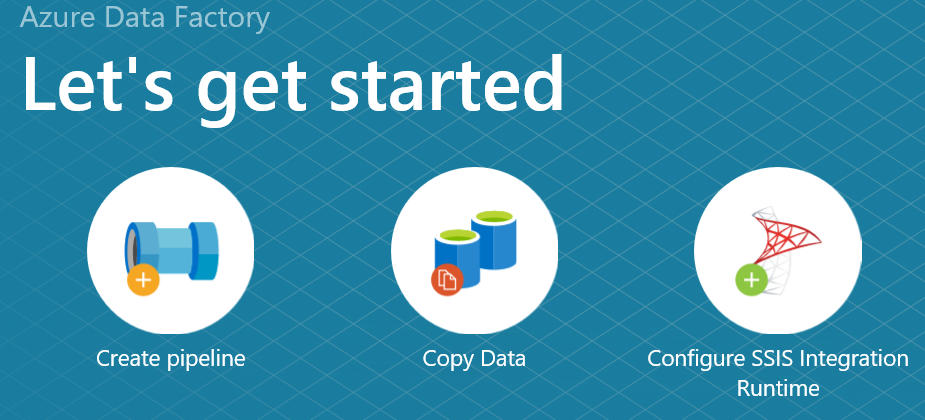 Azure Data Factory
Let's get started
Create pipeline
Copy Data
Configure SSIS Integration
Runtime